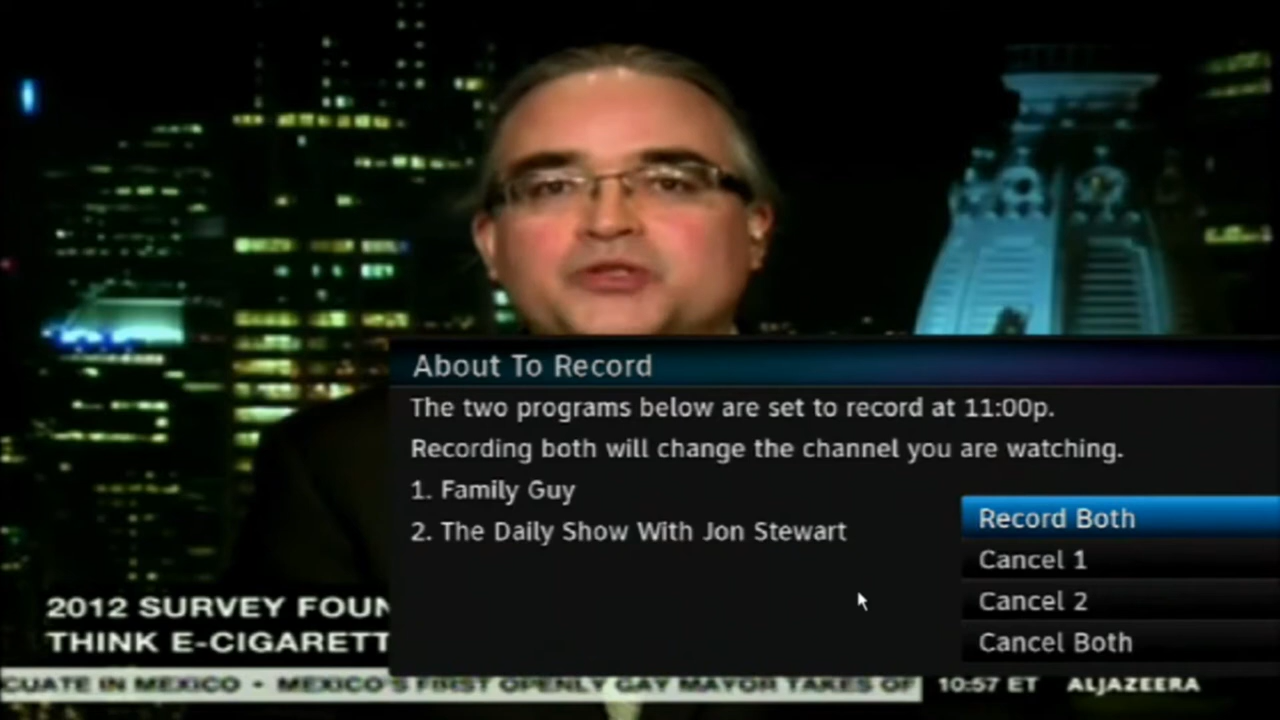 About To Record
The two programs below are set to record at 11:00p.
Recording both will change the channel you are watching.
1. Family Guy
2. The Daily Show With Jon Stewart
Record Both
Cancel 1
Cancel 2
Cancel Both
2012 SURVEY FOUN
THINK E-CIGARETT
CUATE IN MEXICO • MEXICO'S FIRST OPENLY GAY MAYOR TAKES OF
10:57 ET ALJAZEERA